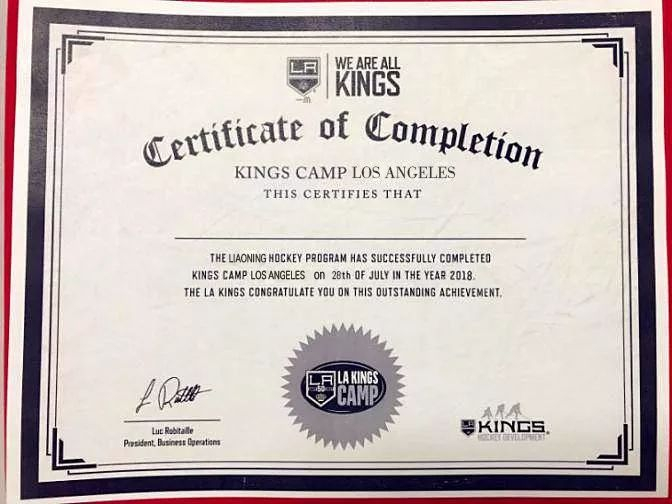 LA
WE ARE ALL
KINGS
Certificate of Completion
KINGS CAMP LOS ANGELES
THIS CERTIFIES THAT
THE LIAONING HOCKEY PROGRAM HAS SUCCESSFULLY COMPLETED
KINGS CAMP LOS ANGELES on 28th OF JULY IN THE YEAR 2018.
THE LA KINGS CONGRATULATE YOU ON THIS OUTSTANDING ACHIEVEMENT.
LA
50
LA KINGS
CAMP
Luc Robitaille
President, Business Operations
KINGS
HOCKEY DEVELOPMENT